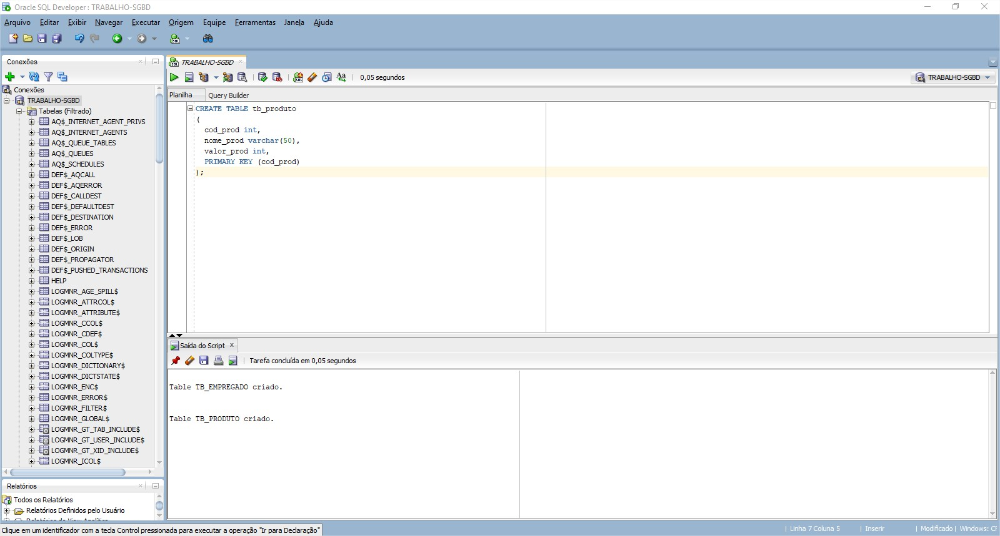 Oracle SQL Developer : TRABALHO-SGBD
Arquivo Editar Exibir Navegar Executar Origem Equipe Ferramentas Janela Ajuda
Conexões
Conexões
TRABALHO-SGBD
Tabelas (Filtrado)
AQ$_INTERNET_AGENT_PRIVS
AQ$_INTERNET_AGENTS
AQ$_QUEUE_TABLES
AQ$_QUEUES
AQ$_SCHEDULES
DEF$_AQCALL
DEF$_AQERROR
DEF$_CALLDEST
DEF$_DEFAULTDEST
DEF$_DESTINATION
DEF$_ERROR
DEF$_LOB
DEF$_ORIGIN
DEF$_PROPAGATOR
DEF$_PUSHED_TRANSACTIONS
HELP
LOGMNR_AGE_SPILL$
LOGMNR_ATTRCOL$
LOGMNR_ATTRIBUTE$
LOGMNR_CCOL$
LOGMNR_CDEF$
LOGMNR_COL$
LOGMNR_COLTYPE$
LOGMNR_DICTIONARY$
LOGMNR_DICTSTATE$
LOGMNR_ENC$
LOGMNR_ERROR$
LOGMNR_FILTER$
LOGMNR_GLOBAL$
LOGMNR_GT_TAB_INCLUDE$
LOGMNR_GT_USER_INCLUDE$
LOGMNR_GT_XID_INCLUDE$
LOGMNR_ICOL$
Relatórios
Todos os Relatórios
Relatórios Definidos pelo Usuário
TRABALHO-SGBD
SQL
0,05 segundos
TRABALHO-SGBD
Planilha Query Builder
CREATE TABLE tb_produto
(
cod_prod int,
nome_prod varchar(50),
valor_prod int,
PRIMARY KEY (cod_prod)
);
Saída do Script x
Tarefa concluída em 0,05 segundos
Table TB_EMPREGADO criado.
Table TB_PRODUTO criado.
Clique em um identificador com a tecla Control pressionada para executar a operação "Ir para Declaração"
Linha 7 Coluna 5 | Inserir | Modificado | Windows: CR